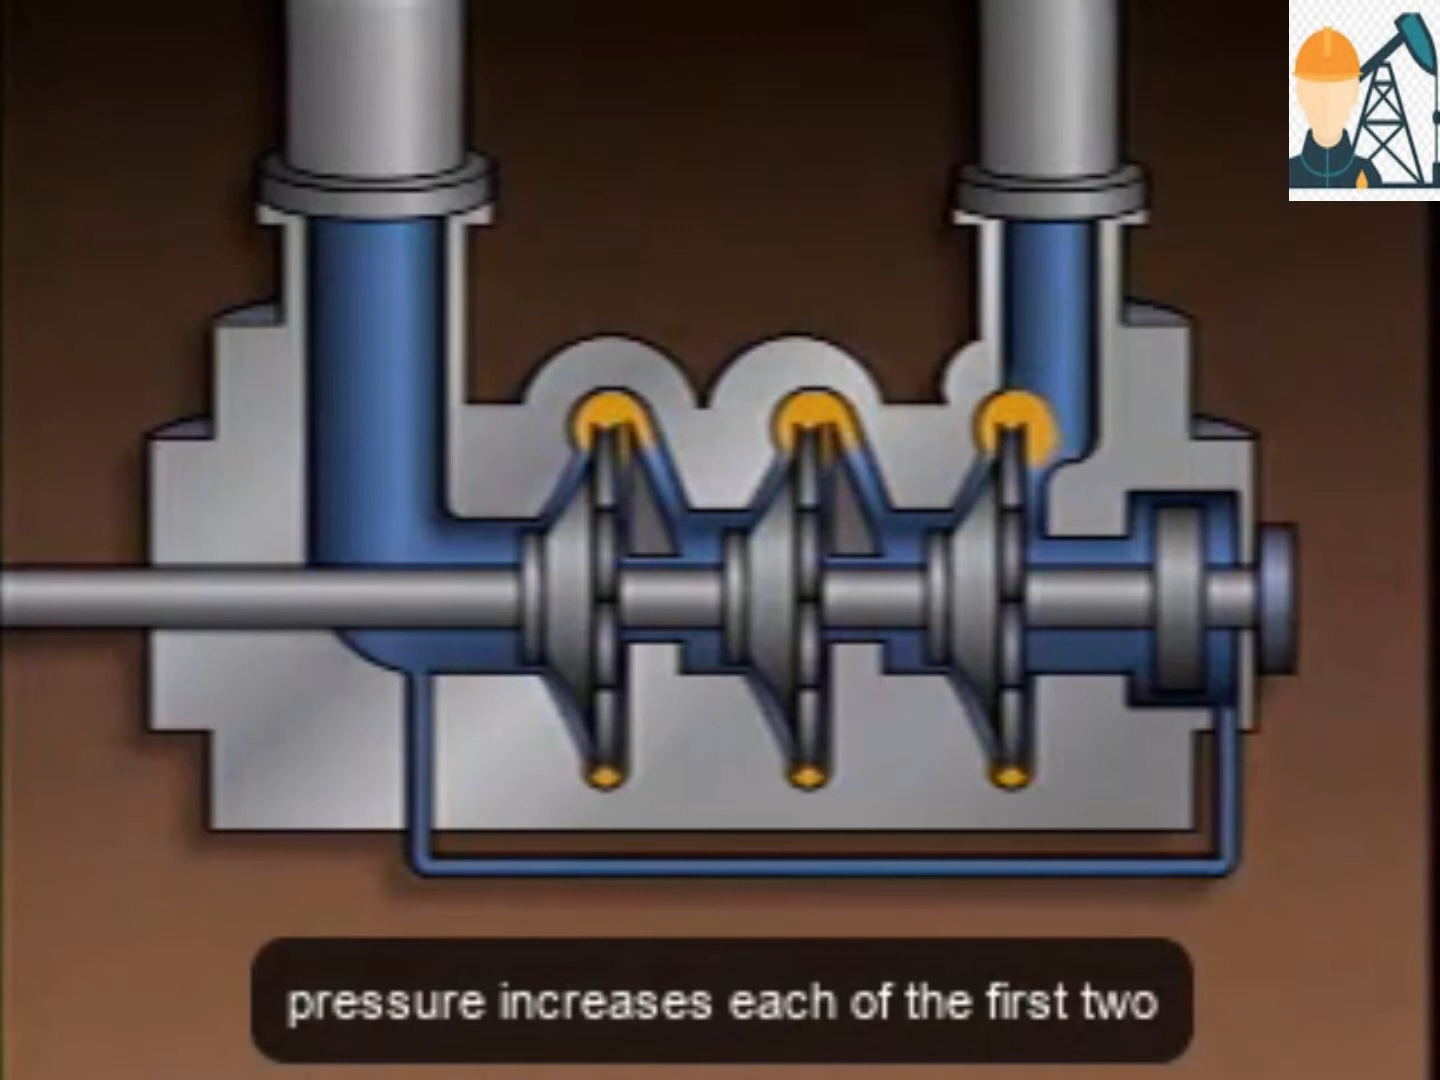 pressure increases each of the first two